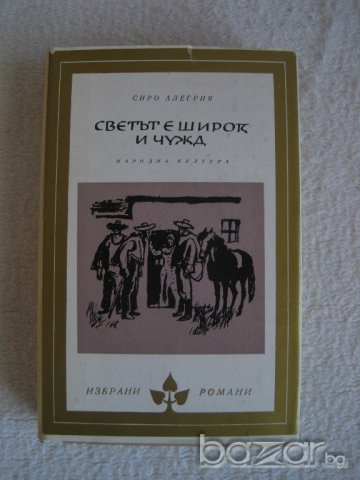 СИРО АЛЕГРИЯ
СВЕТЪТ Е ШИРОК
И ЧУЖД
НАРОДНА КУЛТУРА
ИЗБРАНИ РОМАНИ
bazar.bg